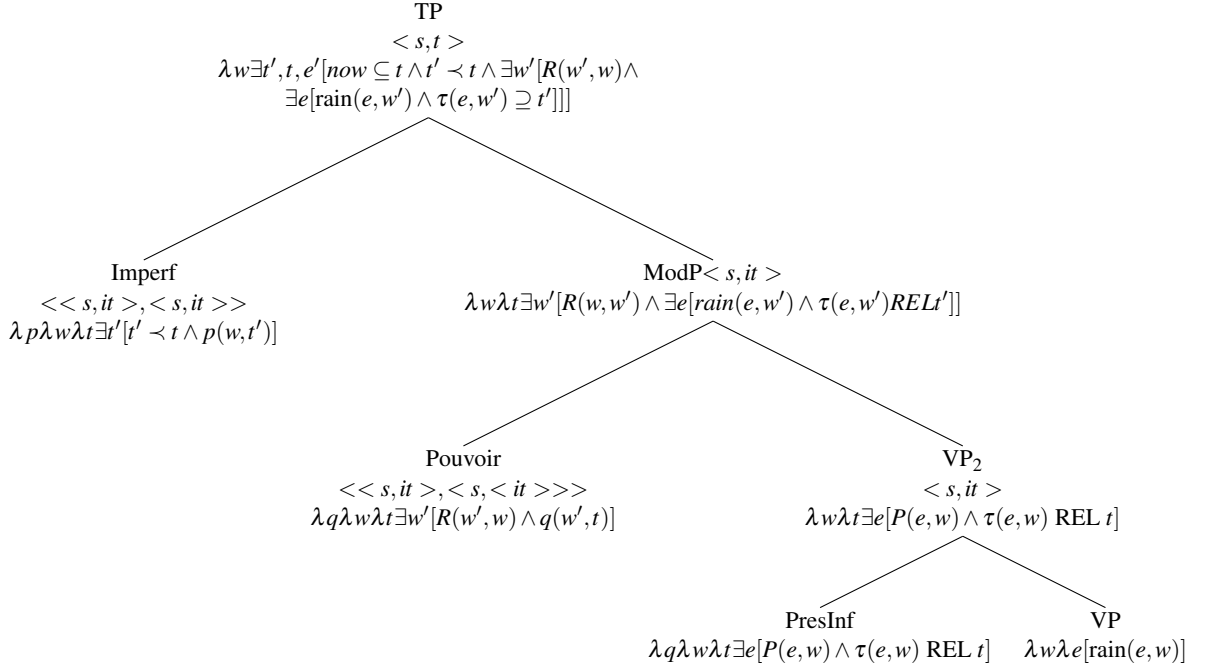 TP
< s,t >
λw∃t′,t,e′[now ⊆ t ∧ t′ ≺ t ∧ ∃w′[R(w′,w)∧
∃e[rain(e,w′) ∧ τ(e,w′) ⊇ t′]]]
Imperf
<< s,it >,< s,it >>
λpλwλt∃t′[t′ ≺ t ∧ p(w,t′)]
ModP< s,it >
λwλt∃w′[R(w,w′) ∧ ∃e[rain(e,w′) ∧ τ(e,w′)RELt′]]
Pouvoir
<< s,it >,< s,< it >>>
λqλwλt∃w′[R(w′,w) ∧ q(w′,t)]
VP₂
< s,it >
λwλt∃e[P(e,w) ∧ τ(e,w) REL t]
PresInf
λqλwλt∃e[P(e,w) ∧ τ(e,w) REL t]
VP
λwλe[rain(e,w)]